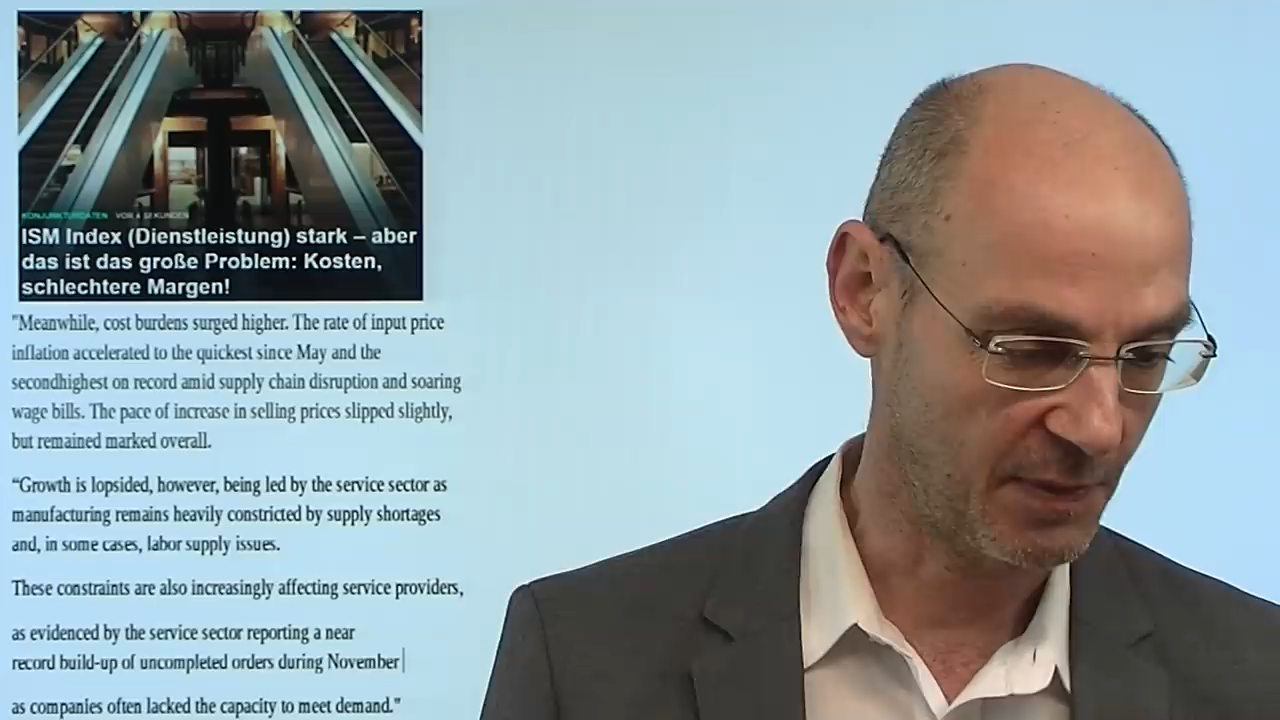 KONJUNKTURDATEN VOR 4 SEKUNDEN
ISM Index (Dienstleistung) stark – aber
das ist das große Problem: Kosten,
schlechtere Margen!
"Meanwhile, cost burdens surged higher. The rate of input price
inflation accelerated to the quickest since May and the
secondhighest on record amid supply chain disruption and soaring
wage bills. The pace of increase in selling prices slipped slightly,
but remained marked overall.
“Growth is lopsided, however, being led by the service sector as
manufacturing remains heavily constricted by supply shortages
and, in some cases, labor supply issues.
These constraints are also increasingly affecting service providers,
as evidenced by the service sector reporting a near
record build-up of uncompleted orders during November
as companies often lacked the capacity to meet demand."